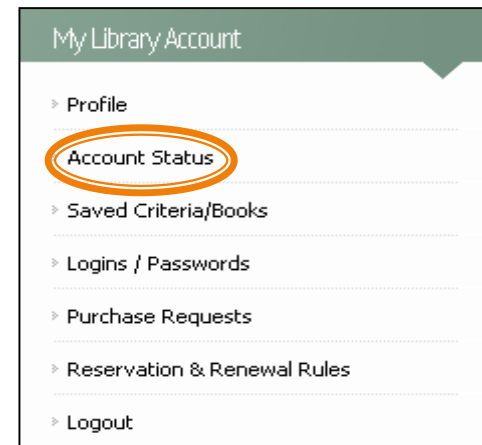 My Library Account
Profile
Account Status
Saved Criteria/Books
Logins / Passwords
Purchase Requests
Reservation & Renewal Rules
Logout